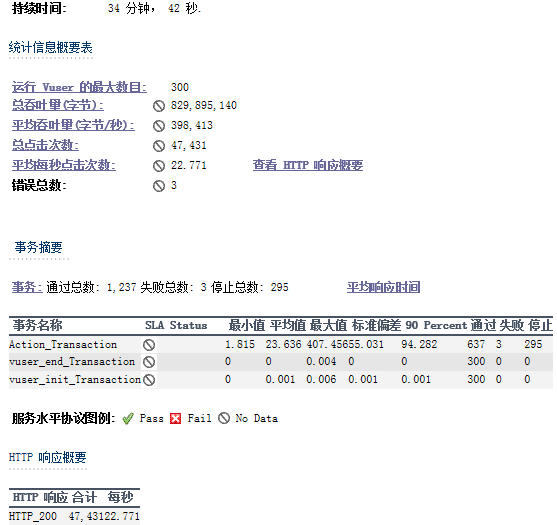 持续时间: 34 分钟， 42 秒.
统计信息概要表
运行 Vuser 的最大数目: 300
总吞吐量(字节): 829,895,140
平均吞吐量(字节/秒): 398,413
总点击次数: 47,431
平均每秒点击次数: 22.771 查看 HTTP 响应概要
错误总数: 3
事务摘要
事务: 通过总数: 1,237 失败总数: 3 停止总数: 295 平均响应时间
事务名称 SLA Status 最小值 平均值 最大值 标准偏差 90 Percent 通过 失败 停止
Action_Transaction 1.815 23.636 407.456 55.031 94.282 637 3 295
vuser_end_Transaction 0 0 0.004 0 0 300 0 0
vuser_init_Transaction 0 0.001 0.006 0.001 0.001 300 0 0
服务水平协议图例: Pass Fail No Data
HTTP 响应概要
HTTP 响应 合计 每秒
HTTP_200 47,431 22.771